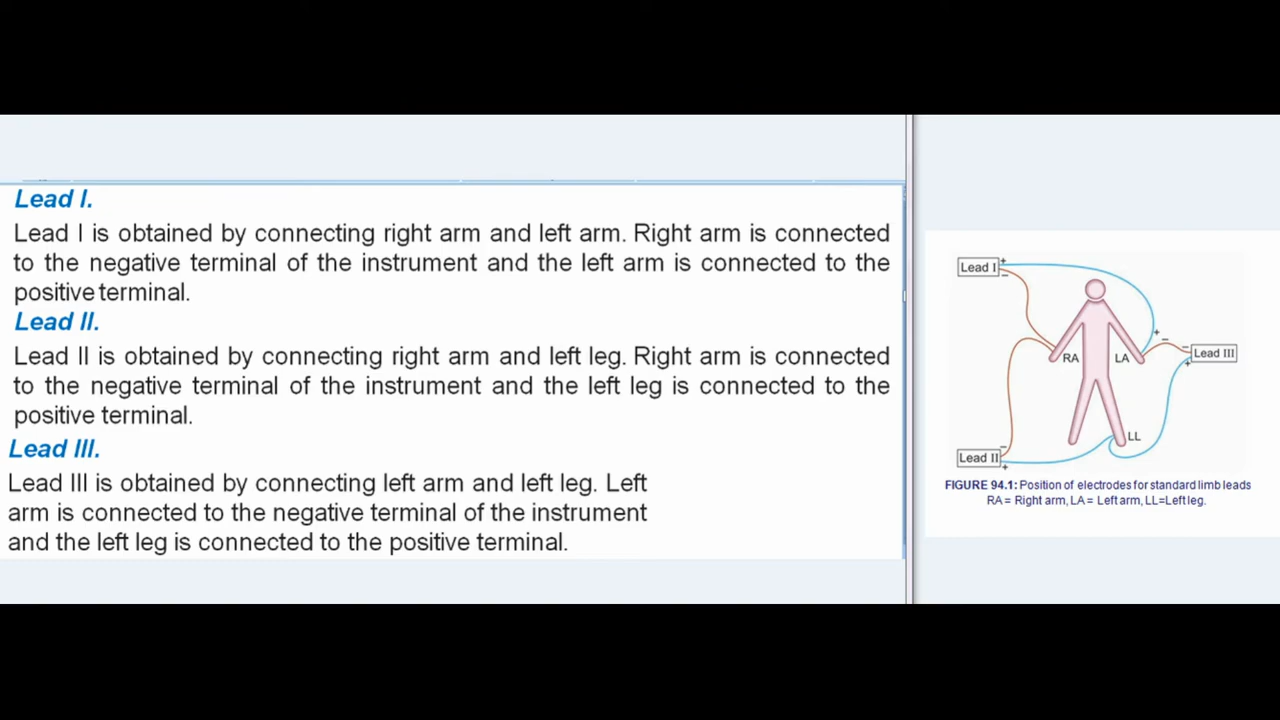 Lead I.
Lead I is obtained by connecting right arm and left arm. Right arm is connected
to the negative terminal of the instrument and the left arm is connected to the
positive terminal.
Lead II.
Lead II is obtained by connecting right arm and left leg. Right arm is connected
to the negative terminal of the instrument and the left leg is connected to the
positive terminal.
Lead III.
Lead III is obtained by connecting left arm and left leg. Left
arm is connected to the negative terminal of the instrument
and the left leg is connected to the positive terminal.
Lead I
+
−
+
−
−
+
Lead III
RA
LA
LL
Lead II
−
+
FIGURE 94.1: Position of electrodes for standard limb leads
RA = Right arm, LA = Left arm, LL=Left leg.